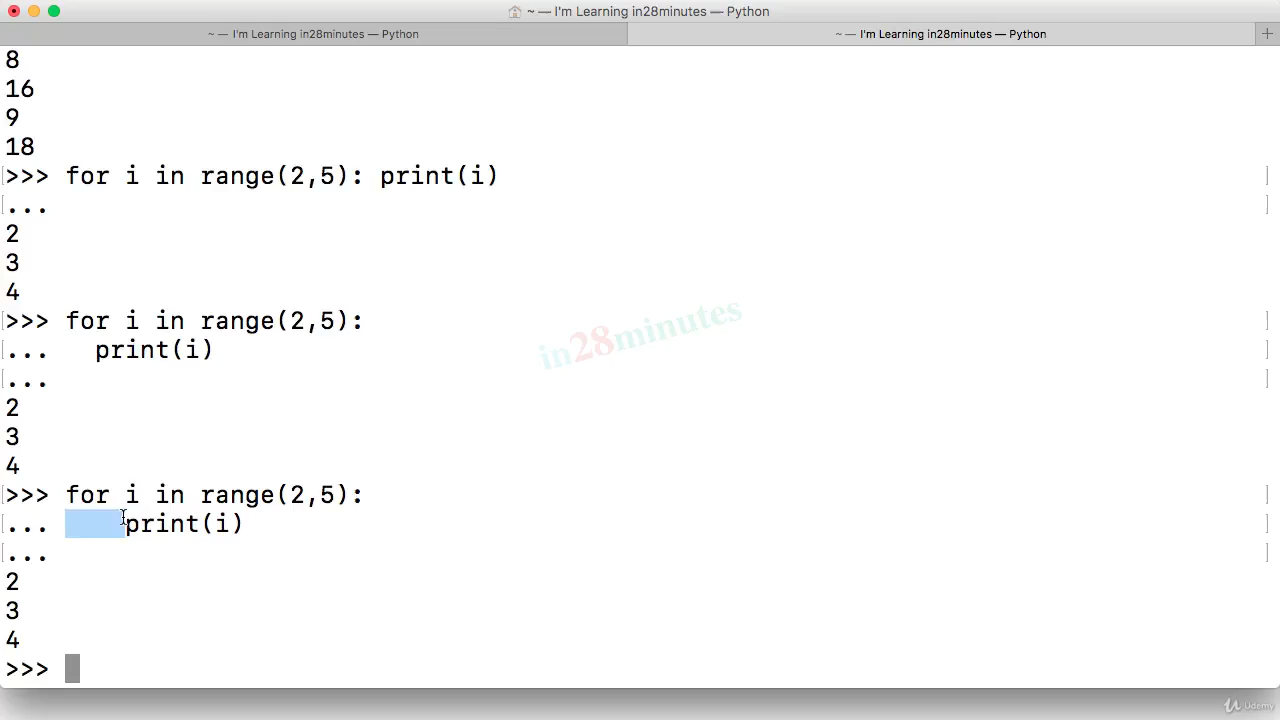 ~ — I'm Learning in28minutes — Python
~ — I'm Learning in28minutes — Python
~ — I'm Learning in28minutes — Python
8
16
9
18
>>> for i in range(2,5): print(i)
...
2
3
4
>>> for i in range(2,5):
...   print(i)
...
2
3
4
>>> for i in range(2,5):
...     print(i)
...
2
3
4
>>>
in28minutes
Udemy